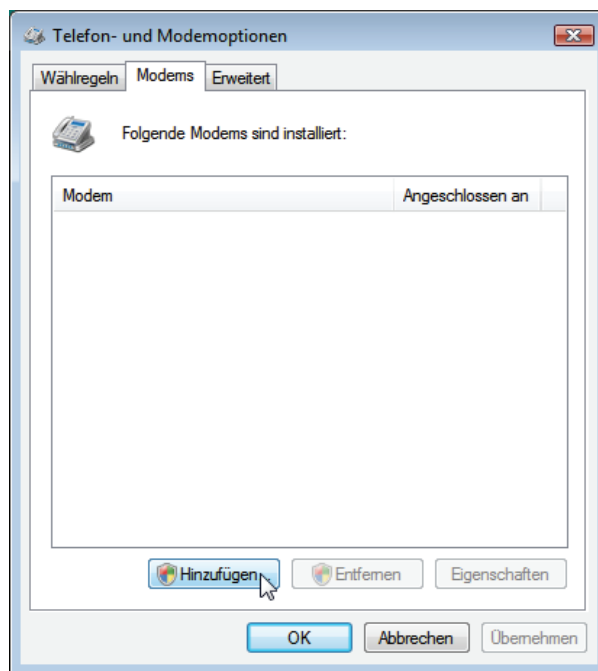 Telefon- und Modemoptionen
Wählregeln Modems Erweitert
Folgende Modems sind installiert:
Modem Angeschlossen an
Hinzufügen... Entfernen Eigenschaften
OK Abbrechen Übernehmen